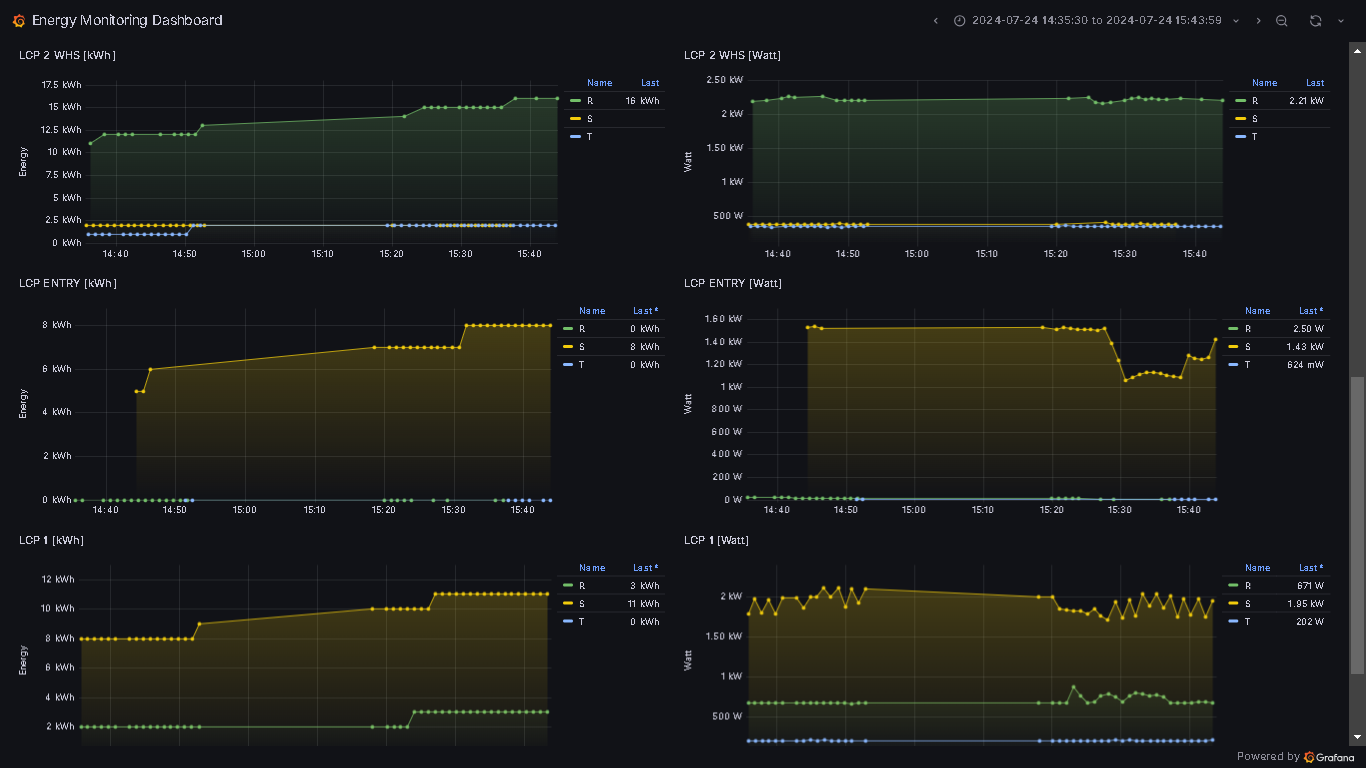 Energy Monitoring Dashboard
2024-07-24 14:35:30 to 2024-07-24 15:43:59
LCP 2 WHS [kWh]
Energy
17.5 kWh
15 kWh
12.5 kWh
10 kWh
7.5 kWh
5 kWh
2.5 kWh
0 kWh
14:40 14:50 15:00 15:10 15:20 15:30 15:40
Name Last
R 16 kWh
S
T
LCP 2 WHS [Watt]
Watt
2.50 kW
2 kW
1.50 kW
1 kW
500 W
14:40 14:50 15:00 15:10 15:20 15:30 15:40
Name Last
R 2.21 kW
S
T
LCP ENTRY [kWh]
Energy
8 kWh
6 kWh
4 kWh
2 kWh
0 kWh
14:40 14:50 15:00 15:10 15:20 15:30 15:40
Name Last *
R 0 kWh
S 8 kWh
T 0 kWh
LCP ENTRY [Watt]
Watt
1.60 kW
1.40 kW
1.20 kW
1 kW
800 W
600 W
400 W
200 W
0 W
14:40 14:50 15:00 15:10 15:20 15:30 15:40
Name Last *
R 2.50 W
S 1.43 kW
T 624 mW
LCP 1 [kWh]
Energy
12 kWh
10 kWh
8 kWh
6 kWh
4 kWh
2 kWh
Name Last *
R 3 kWh
S 11 kWh
T 0 kWh
LCP 1 [Watt]
Watt
2 kW
1.50 kW
1 kW
500 W
Name Last *
R 671 W
S 1.95 kW
T 202 W
Powered by Grafana